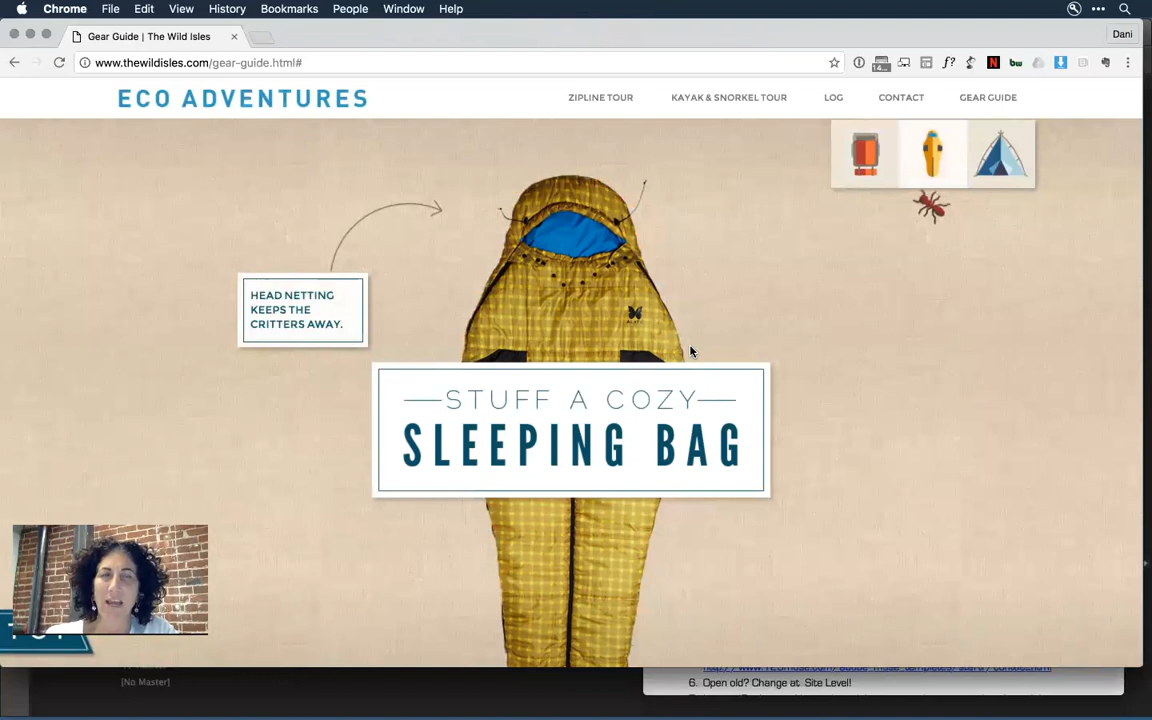 Chrome File Edit View History Bookmarks People Window Help
Gear Guide | The Wild Isles
Dani
www.thewildisles.com/gear-guide.html#
ECO ADVENTURES
ZIPLINE TOUR KAYAK & SNORKEL TOUR LOG CONTACT GEAR GUIDE
HEAD NETTING
KEEPS THE
CRITTERS AWAY.
STUFF A COZY
SLEEPING BAG
[No Master]
6. Open old? Change at Site Level!